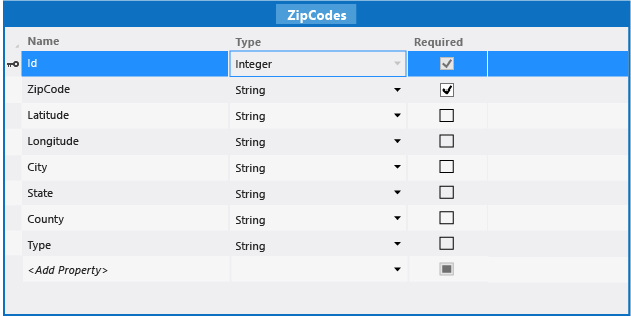 ZipCodes
Name Type Required
Id Integer
ZipCode String
Latitude String
Longitude String
City String
State String
County String
Type String
<Add Property>